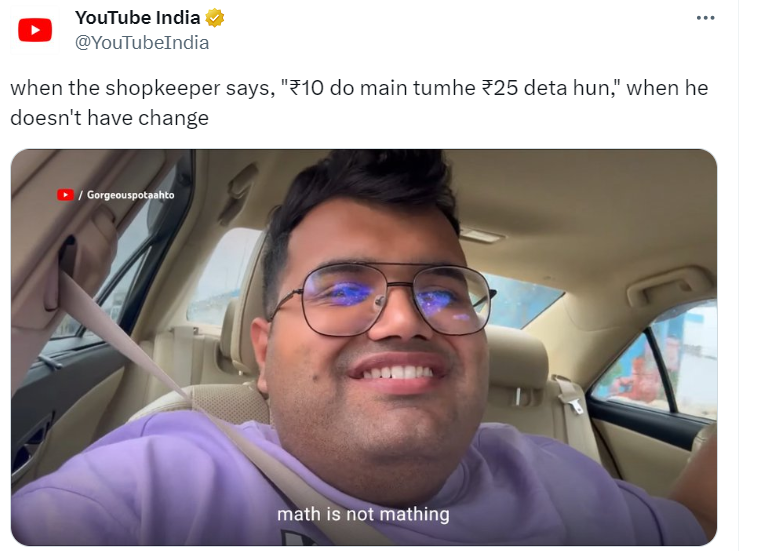 YouTube India
@YouTubeIndia
when the shopkeeper says, "₹10 do main tumhe ₹25 deta hun," when he
doesn't have change
/ Gorgeouspotaahto
math is not mathing